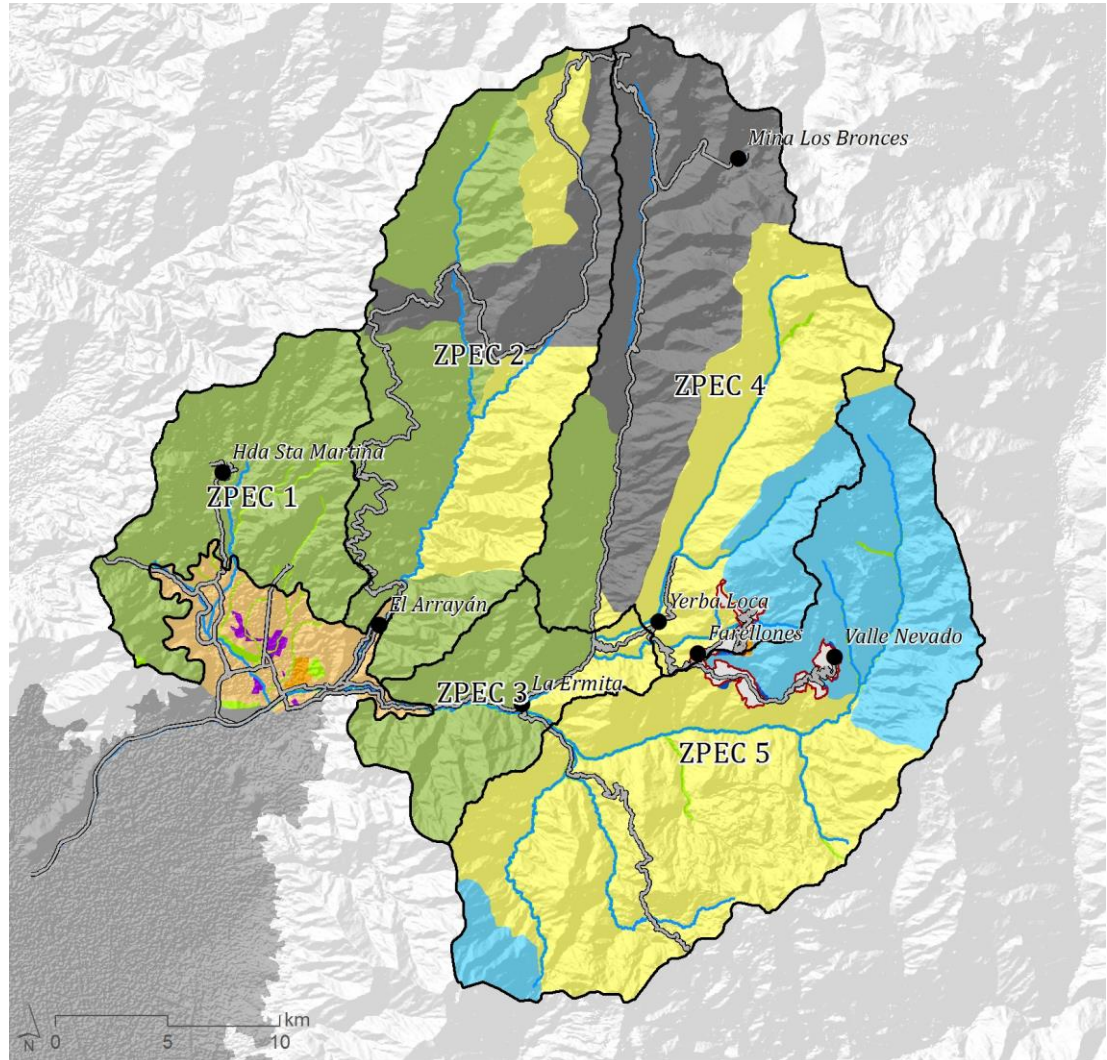 Mina Los Bronces
ZPEC 2
ZPEC 4
Hda Sta Martina
ZPEC 1
El Arrayán
Yerba Loca
Farellones
Valle Nevado
ZPEC 3
La Ermita
ZPEC 5
km
N
0
5
10